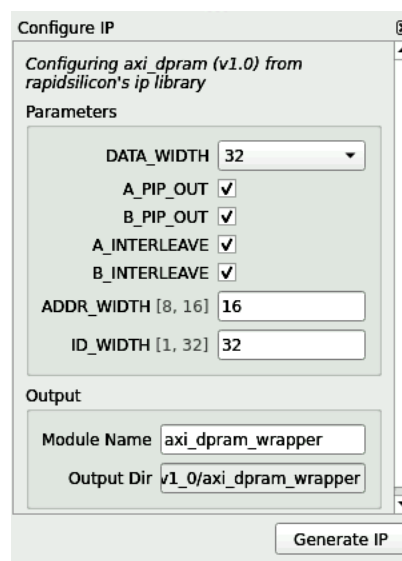 Configure IP
Configuring axi_dpram (v1.0) from
rapidsilicon's ip library
Parameters
DATA_WIDTH 32
A_PIP_OUT
B_PIP_OUT
A_INTERLEAVE
B_INTERLEAVE
ADDR_WIDTH [8, 16] 16
ID_WIDTH [1, 32] 32
Output
Module Name axi_dpram_wrapper
Output Dir v1_0/axi_dpram_wrapper
Generate IP